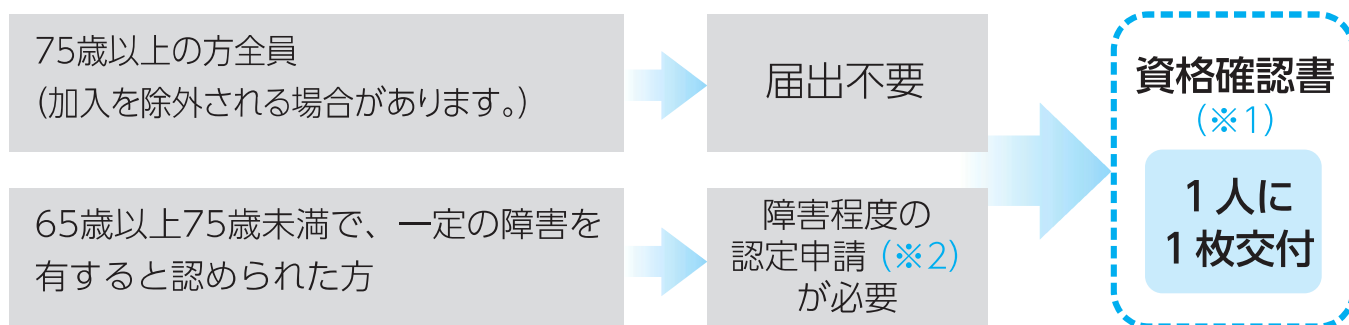 75歳以上の方全員
(加入を除外される場合があります。)
届出不要
65歳以上75歳未満で、一定の障害を
有すると認められた方
障害程度の
認定申請(※2)
が必要
資格確認書
(※1)
1人に
1枚交付